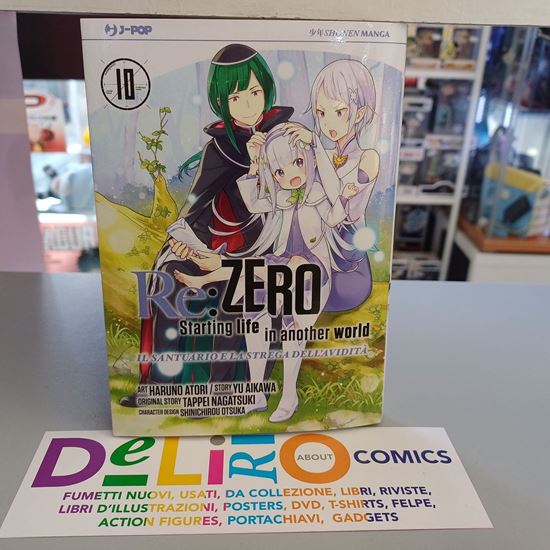 J-POP
少年 SHONEN MANGA
10
Re:ZERO
Starting life in another world
IL SANTUARIO E LA STREGA DELL'AVIDITÀ
ART HARUNO ATORI / STORY YU AIKAWA
ORIGINAL STORY TAPPEI NAGATSUKI
CHARACTER DESIGN SHINICHIROU OTSUKA
DeLiRiO ABOUT COMICS
FUMETTI NUOVI, USATI, DA COLLEZIONE, LIBRI, RIVISTE,
LIBRI D'ILLUSTRAZIONI, POSTERS, DVD, T-SHIRTS, FELPE,
ACTION FIGURES, PORTACHIAVI, GADGETS